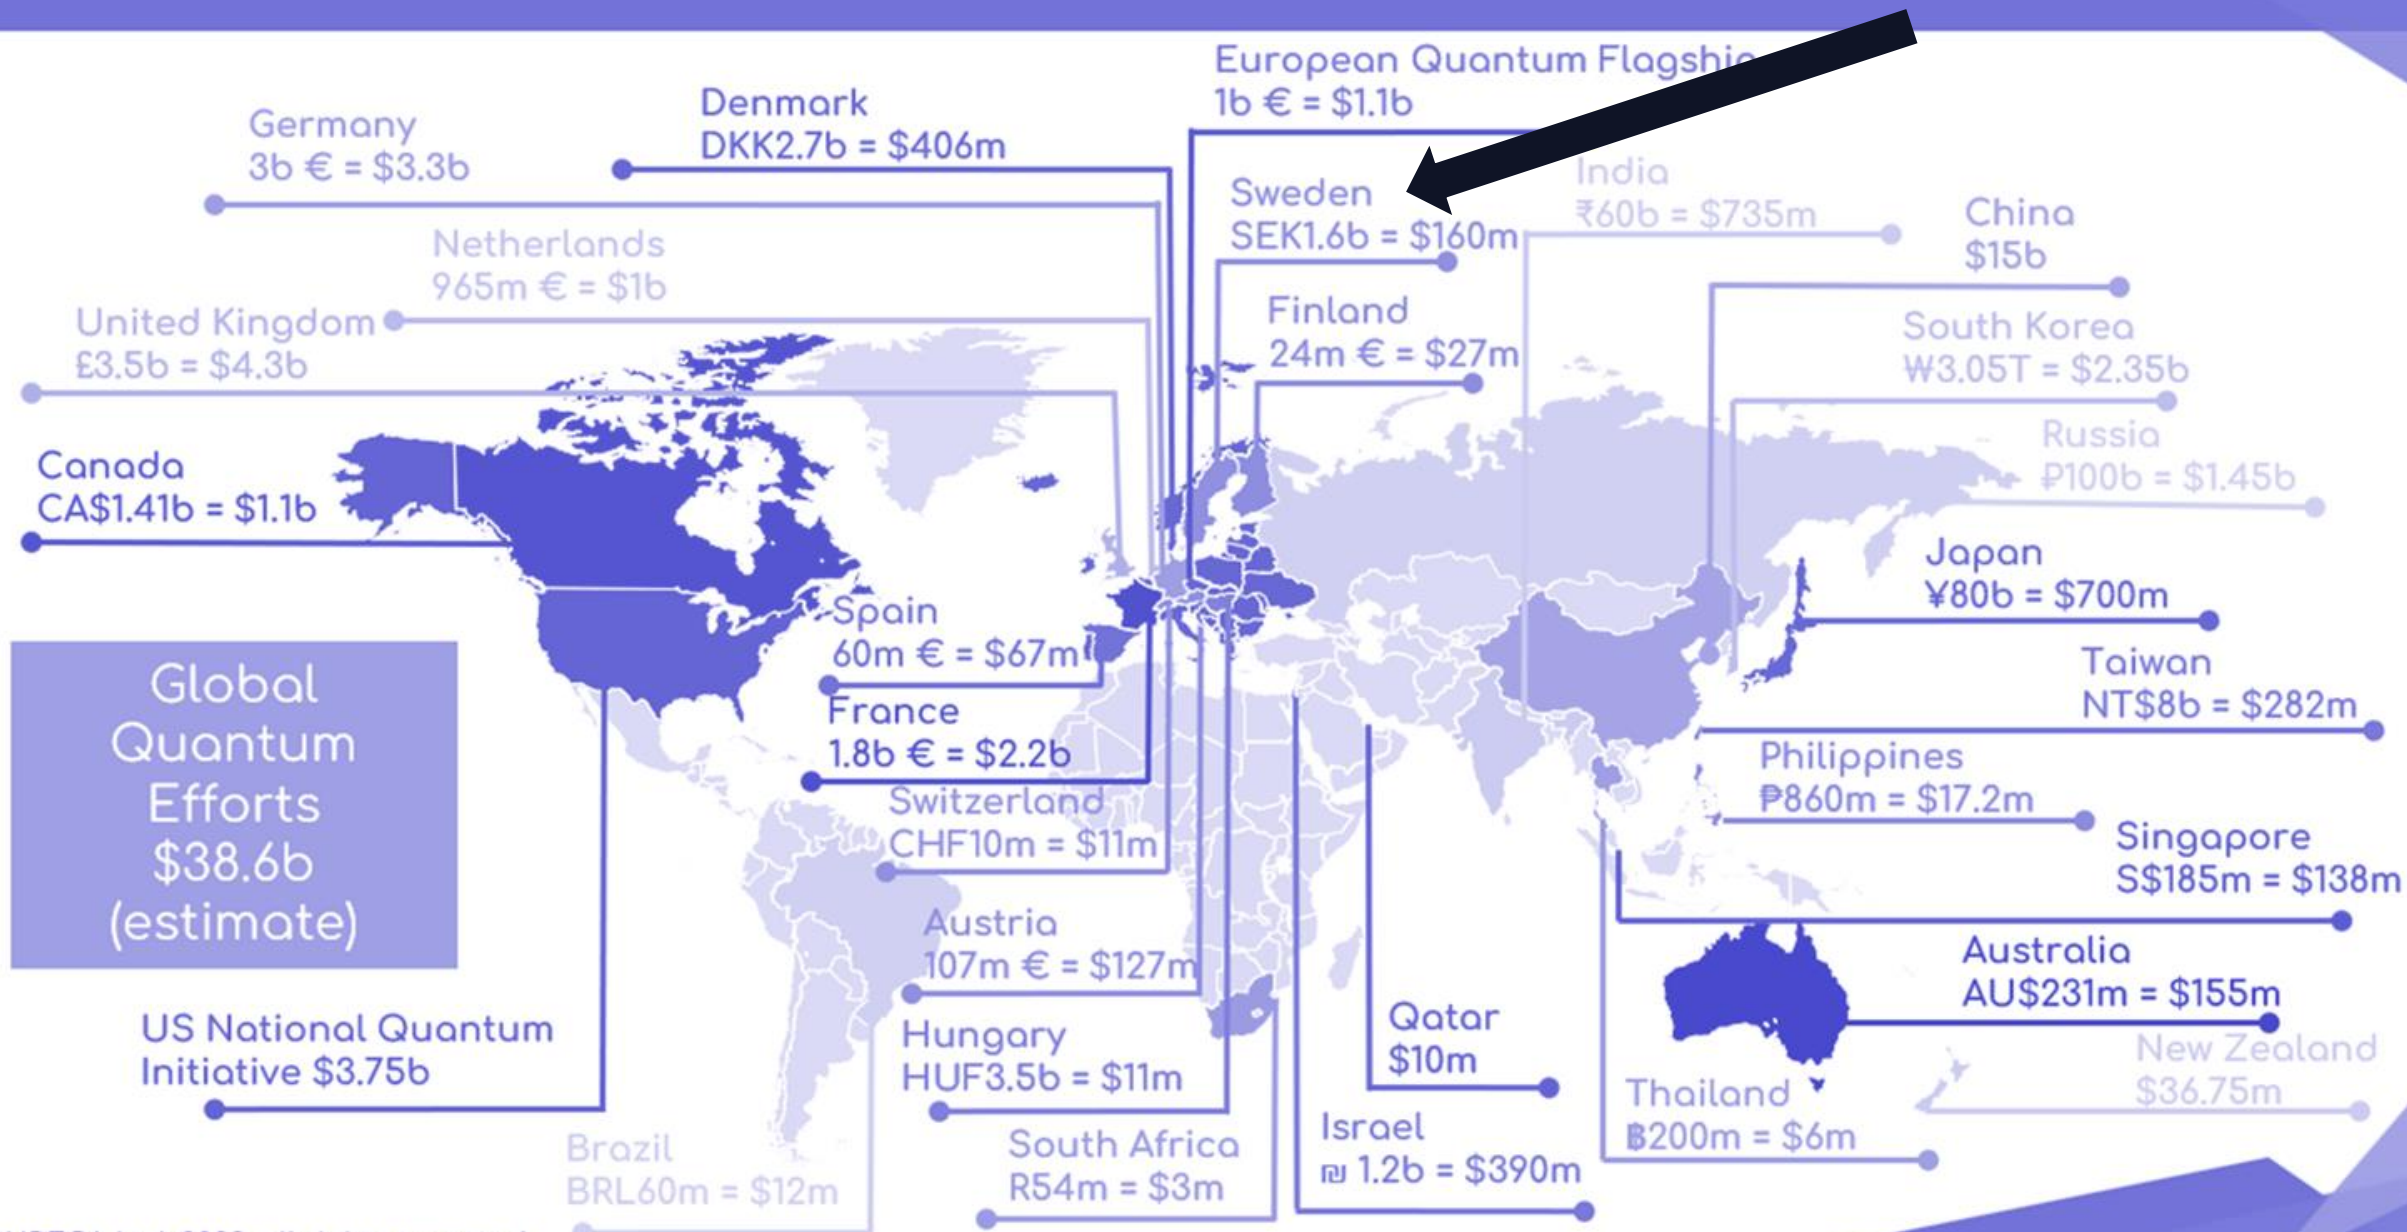 European Quantum Flagship
1b € = $1.1b
Denmark
DKK2.7b = $406m
Germany
3b € = $3.3b
Sweden
SEK1.6b = $160m
India
₹60b = $735m
China
$15b
Netherlands
965m € = $1b
Finland
24m € = $27m
United Kingdom
£3.5b = $4.3b
South Korea
₩3.05T = $2.35b
Russia
₽100b = $1.45b
Canada
CA$1.41b = $1.1b
Japan
¥80b = $700m
Spain
60m € = $67m
Taiwan
NT$8b = $282m
France
1.8b € = $2.2b
Global
Quantum
Efforts
$38.6b
(estimate)
Philippines
₱860m = $17.2m
Switzerland
CHF10m = $11m
Singapore
S$185m = $138m
Austria
107m € = $127m
Australia
AU$231m = $155m
US National Quantum
Initiative $3.75b
Hungary
HUF3.5b = $11m
Qatar
$10m
New Zealand
$36.75m
Thailand
฿200m = $6m
Israel
₪ 1.2b = $390m
Brazil
BRL60m = $12m
South Africa
R54m = $3m